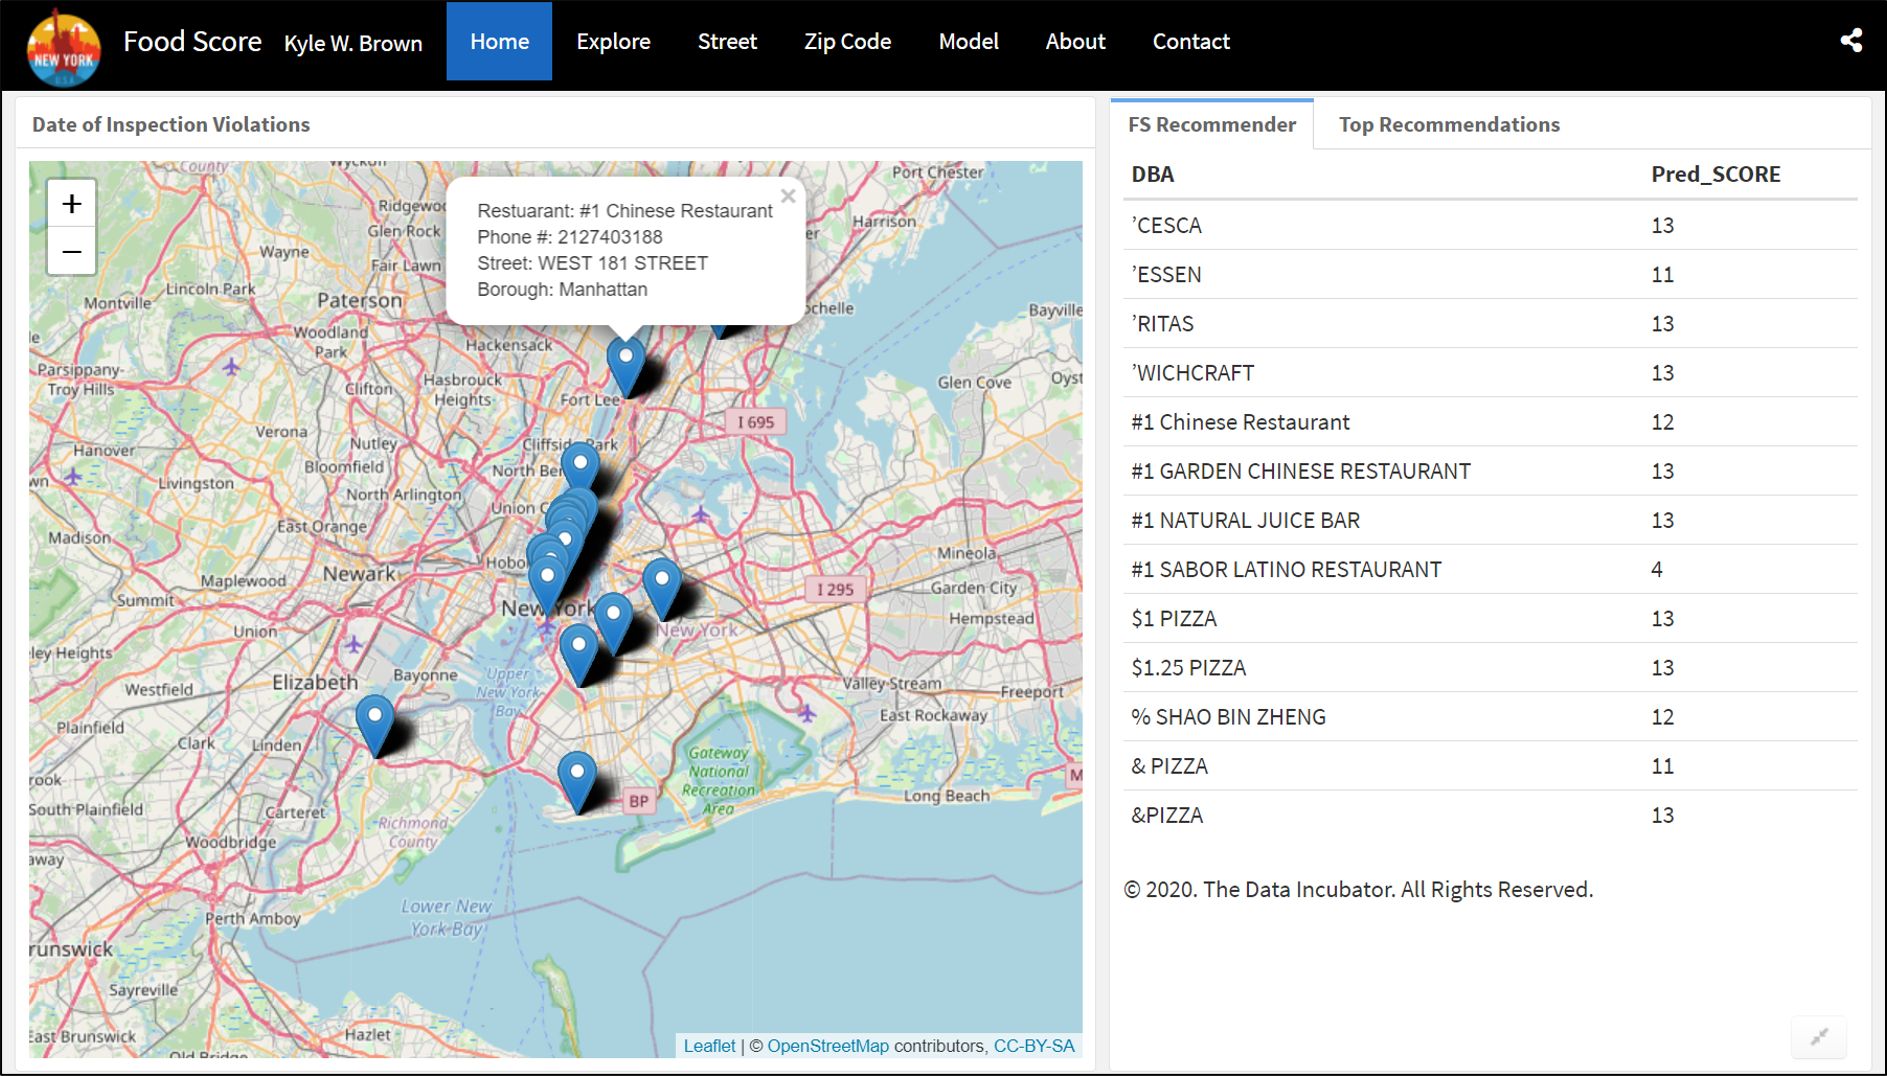 NEW YORK
USA
Food Score
Kyle W. Brown
Home
Explore
Street
Zip Code
Model
About
Contact
Date of Inspection Violations
+
−
Restuarant: #1 Chinese Restaurant
Phone #: 2127403188
Street: WEST 181 STREET
Borough: Manhattan
×
County
Port Chester
Glen Rock
Harrison
Wayne
Fair Lawn
Lincoln Park
Montville
Paterson
Bayville
Woodland
Park
Hackensack
Parsippany-
Troy Hills
Clifton
Hasbrouck
Heights
Fort Lee
Glen Cove
I 695
Verona
Nutley
Cliffside Park
Hanover
Bloomfield
Livingston
North Arlington
East Orange
Madison
Mineola
Maplewood
Newark
Garden City
I 295
Summit
New York
Hempstead
Union
New York
Bayonne
Elizabeth
Upper
New York
Bay
Valley Stream
Westfield
Freeport
East Rockaway
Plainfield
Clark
Linden
Gateway
National
Recreation
Area
BP
Long Beach
South Plainfield
Carteret
Richmond
County
Woodbridge
Perth Amboy
Lower New
York Bay
Sayreville
East Brunswick
Hazlet
Leaflet | © OpenStreetMap contributors, CC-BY-SA
FS Recommender
Top Recommendations
DBA Pred_SCORE
’CESCA 13
’ESSEN 11
’RITAS 13
’WICHCRAFT 13
#1 Chinese Restaurant 12
#1 GARDEN CHINESE RESTAURANT 13
#1 NATURAL JUICE BAR 13
#1 SABOR LATINO RESTAURANT 4
$1 PIZZA 13
$1.25 PIZZA 13
% SHAO BIN ZHENG 12
& PIZZA 11
&PIZZA 13
© 2020. The Data Incubator. All Rights Reserved.